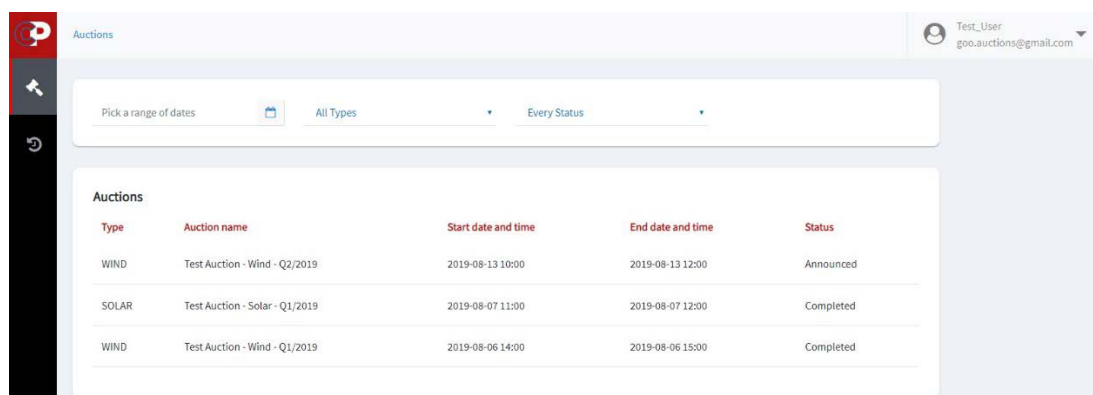 Auctions
Test_User
goo.auctions@gmail.com
Pick a range of dates All Types Every Status
Auctions
Type Auction name Start date and time End date and time Status
WIND Test Auction - Wind - Q2/2019 2019-08-13 10:00 2019-08-13 12:00 Announced
SOLAR Test Auction - Solar - Q1/2019 2019-08-07 11:00 2019-08-07 12:00 Completed
WIND Test Auction - Wind - Q1/2019 2019-08-06 14:00 2019-08-06 15:00 Completed